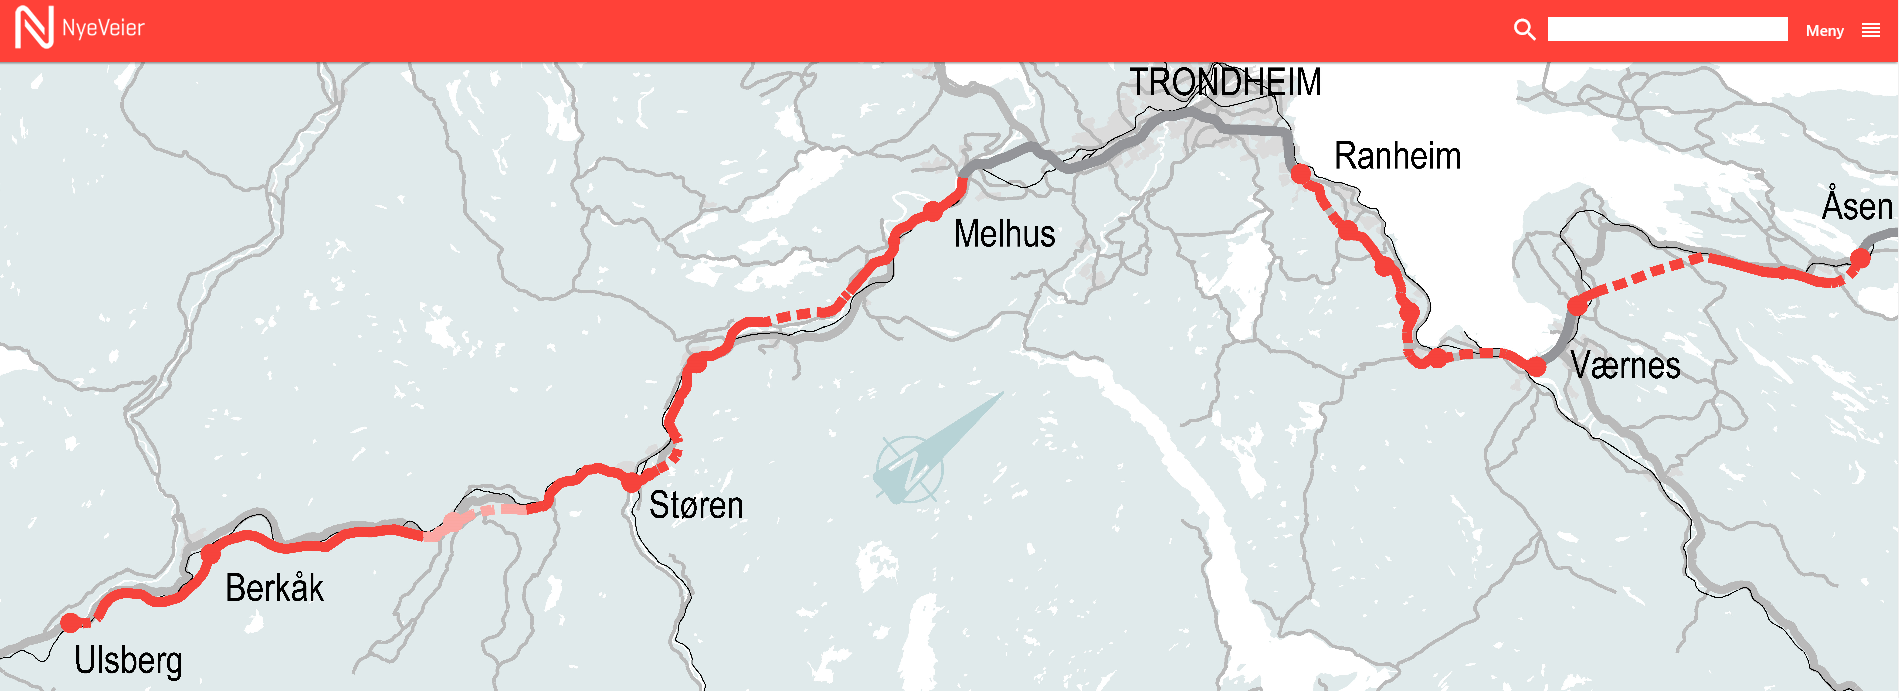 NyeVeier
Meny
TRONDHEIM
Ranheim
Åsen
Melhus
Værnes
Støren
Berkåk
Ulsberg